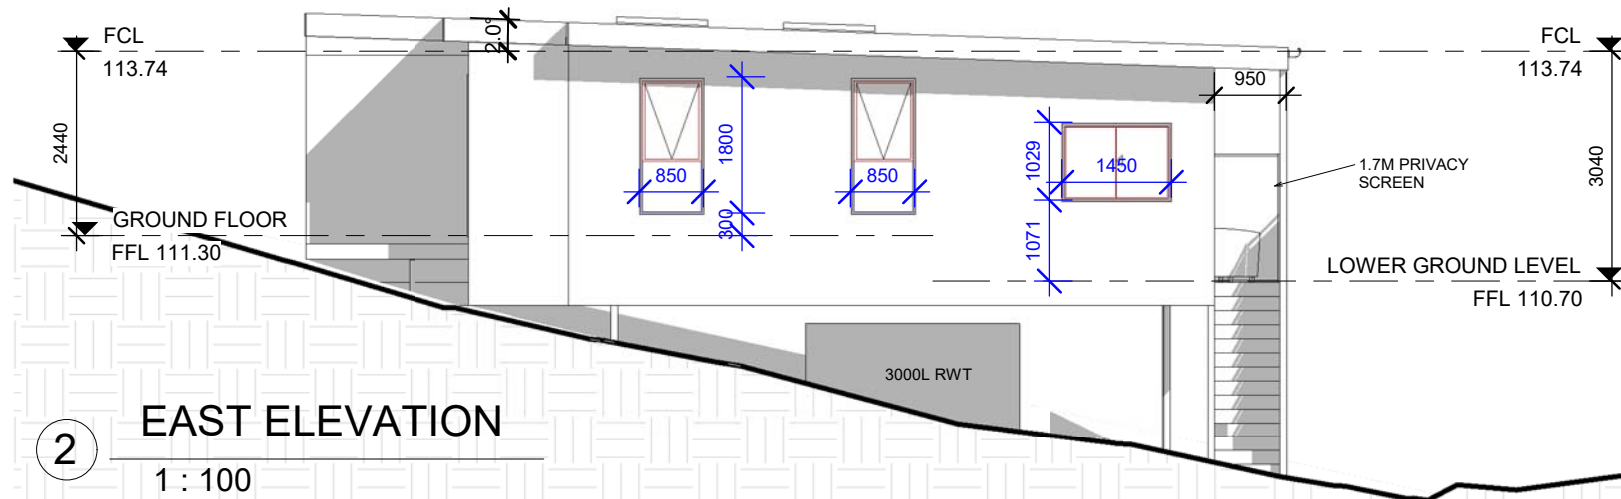 FCL
113.74
2440
GROUND FLOOR
FFL 111.30
2.0°
850
1800
300
850
1029
1450
1071
950
FCL
113.74
3040
1.7M PRIVACY
SCREEN
LOWER GROUND LEVEL
FFL 110.70
3000L RWT
2
EAST ELEVATION
1 : 100